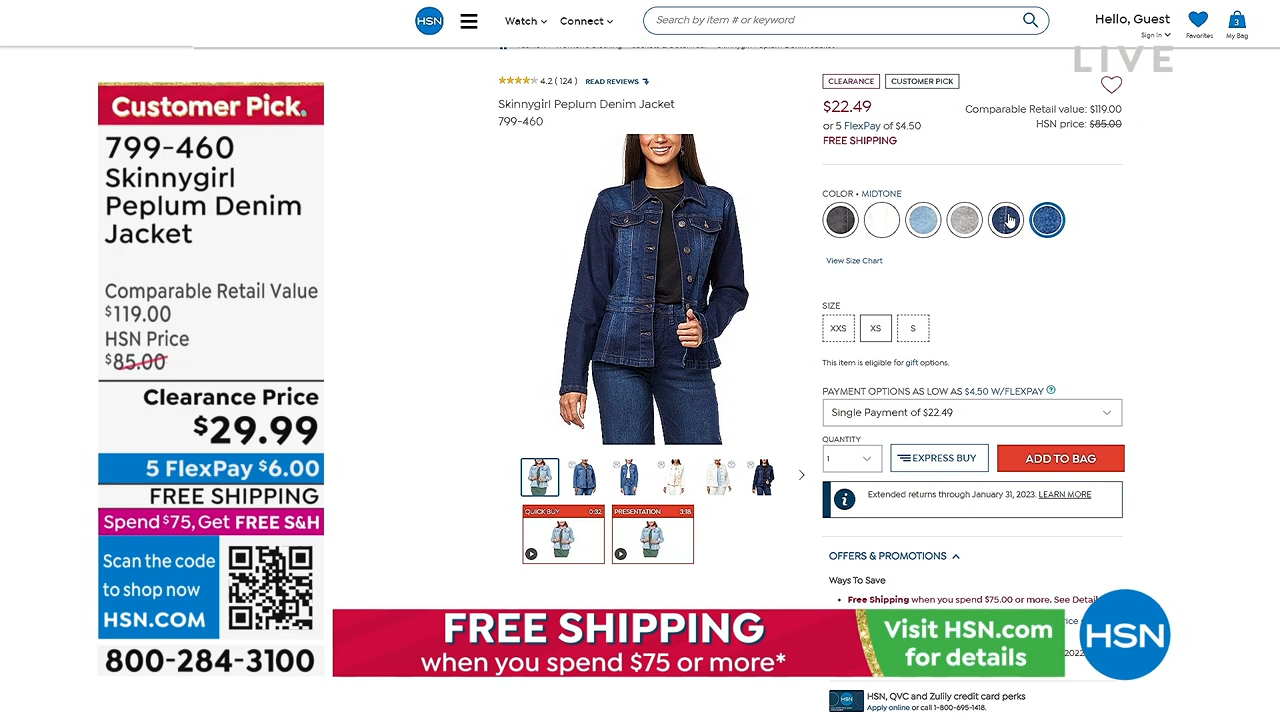 HSN
Watch
Connect
Search by item # or keyword
Hello, Guest
Sign In
Favorites
3
My Bag
LIVE
Customer Pick.
799-460
Skinnygirl
Peplum Denim
Jacket
Comparable Retail Value
$119.00
HSN Price
$85.00
Clearance Price
$29.99
5 FlexPay $6.00
FREE SHIPPING
Spend $75, Get FREE S&H
Scan the code
to shop now
HSN.COM
800-284-3100
4.2 ( 124 ) READ REVIEWS
Skinnygirl Peplum Denim Jacket
799-460
QUICK BUY 0:32
PRESENTATION 3:18
CLEARANCE
CUSTOMER PICK
$22.49
or 5 FlexPay of $4.50
FREE SHIPPING
Comparable Retail value: $119.00
HSN price: $85.00
COLOR • MIDTONE
View Size Chart
SIZE
XXS XS S
This item is eligible for gift options.
PAYMENT OPTIONS AS LOW AS $4.50 W/FLEXPAY ?
Single Payment of $22.49
QUANTITY
1
EXPRESS BUY
ADD TO BAG
i
Extended returns through January 31, 2023. LEARN MORE
OFFERS & PROMOTIONS
Ways To Save
• Free Shipping when you spend $75.00 or more. See Detail
2022
FREE SHIPPING
when you spend $75 or more*
Visit HSN.com
for details
HSN
HSN, QVC and Zulily credit card perks
Apply online or call 1-800-695-1418.